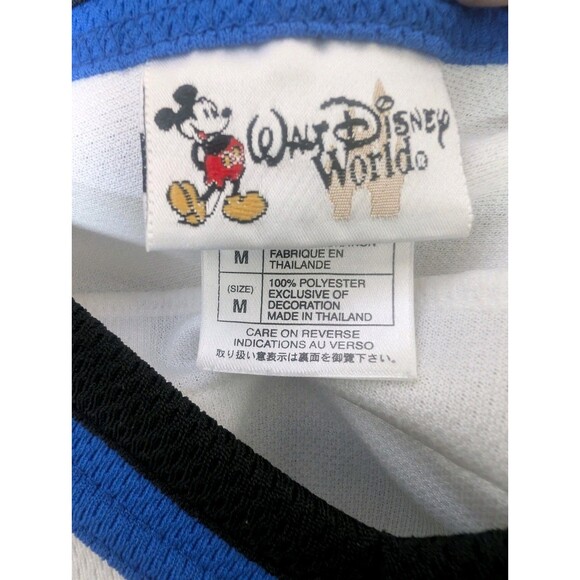 WALT DISNEY
World®
M
FABRIQUE EN
THAILANDE
(SIZE)
M
100% POLYESTER
EXCLUSIVE OF
DECORATION
MADE IN THAILAND
CARE ON REVERSE
INDICATIONS AU VERSO
取り扱い意表示は裏面を御覽下さい。